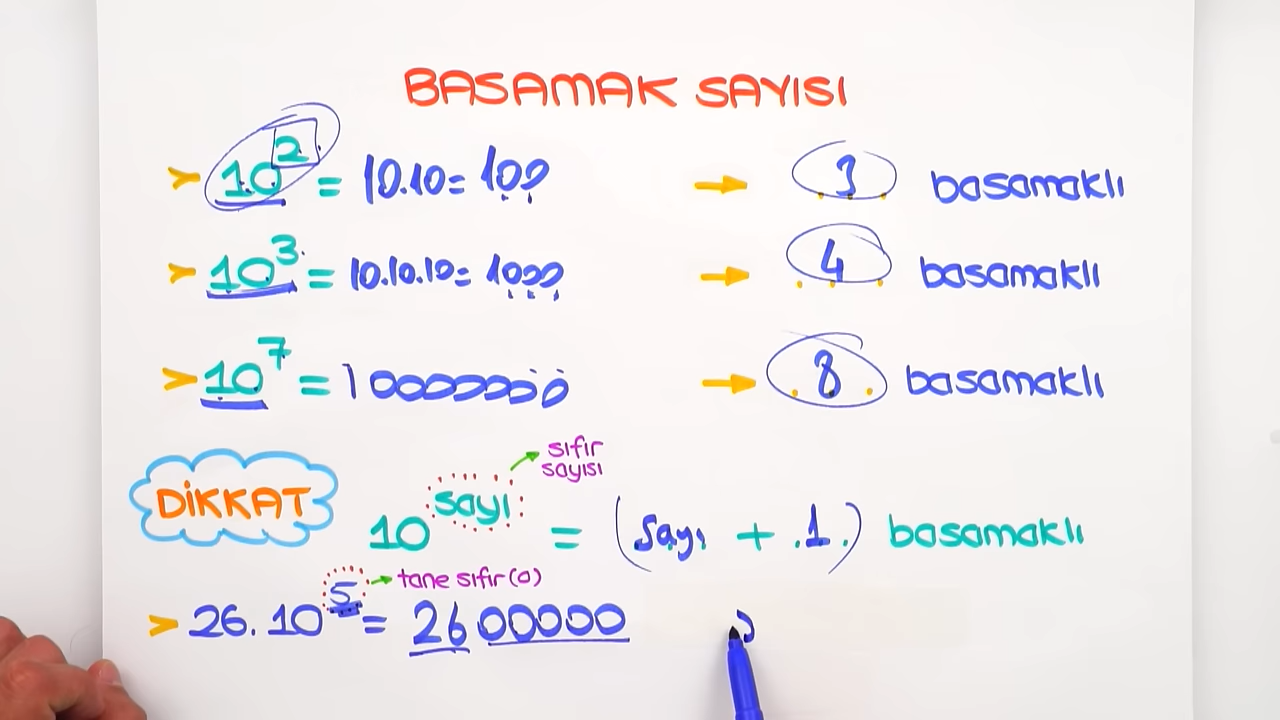 BASAMAK SAYISI
➤ 10² = 10.10 = 100 → 3 basamaklı
➤ 10³ = 10.10.10 = 1000 → 4 basamaklı
➤ 10⁷ = 10000000 → 8 basamaklı
sıfır
sayısı
DİKKAT
10^sayı = (sayı + 1) basamaklı
→ tane sıfır (0)
➤ 26.10⁵ = 2600000